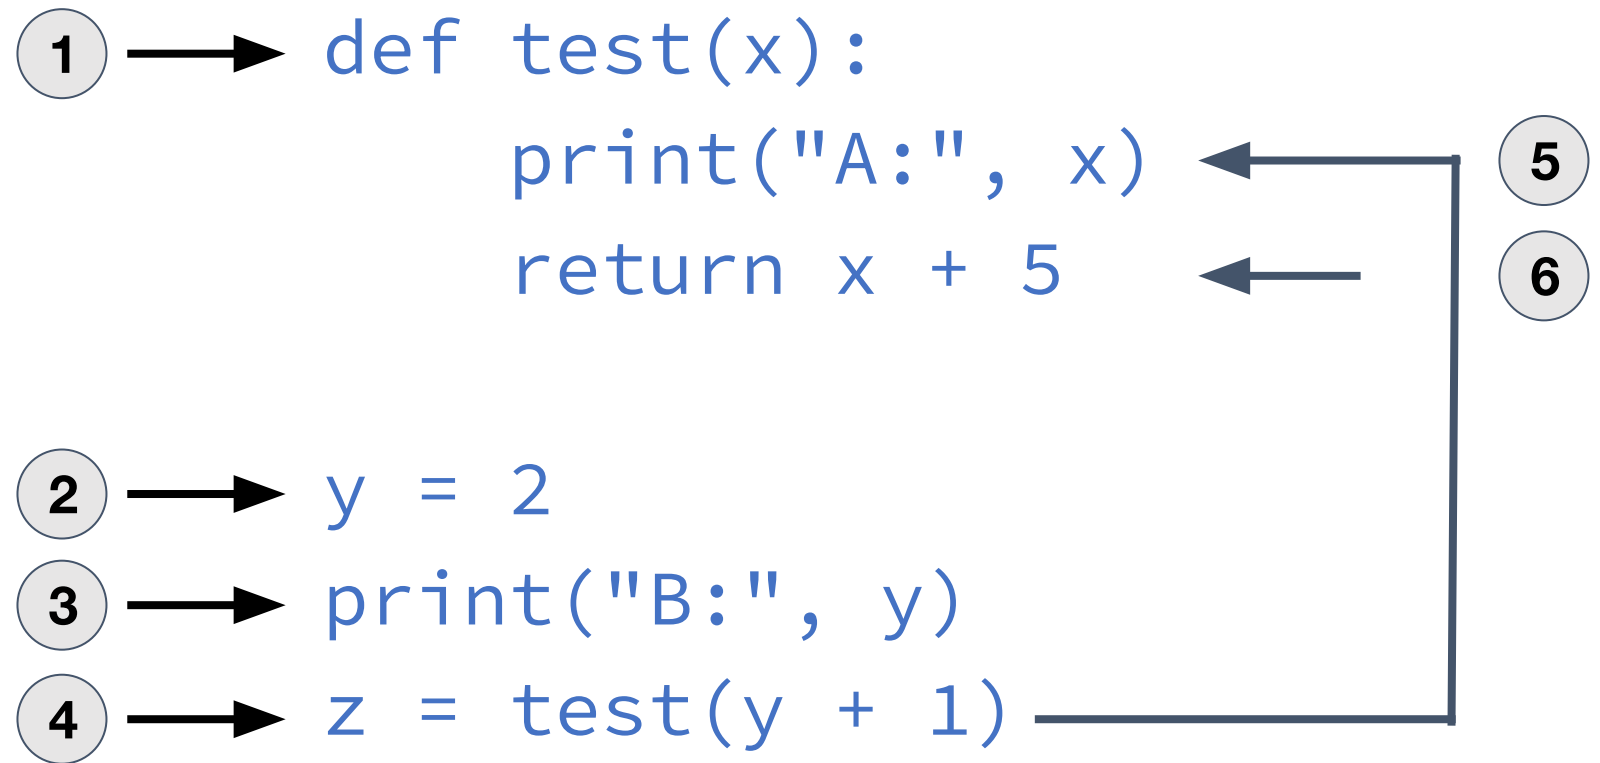 1 def test(x):
print("A:", x) 5
return x + 5 6
2 y = 2
3 print("B:", y)
4 z = test(y + 1)